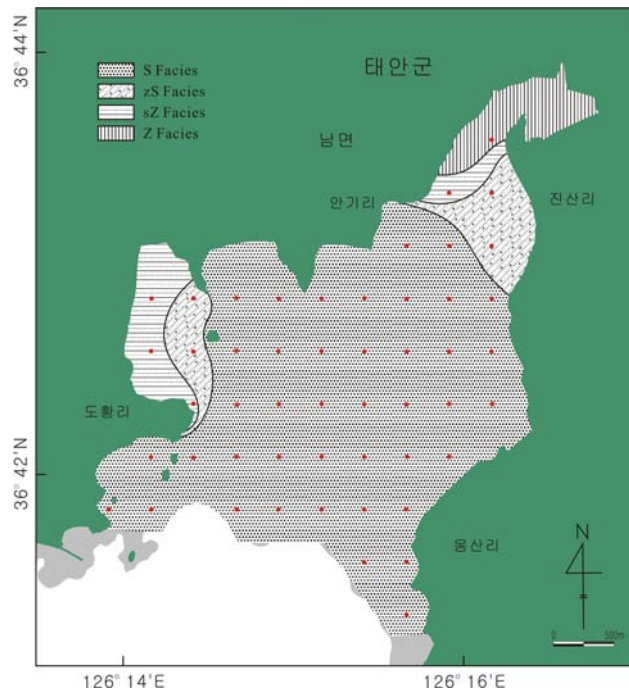 36° 44'N
S Facies
zS Facies
sZ Facies
Z Facies
태안군
남면
안기리
진산리
도황리
36° 42'N
몽산리
N
0 500m
126° 14'E
126° 16'E